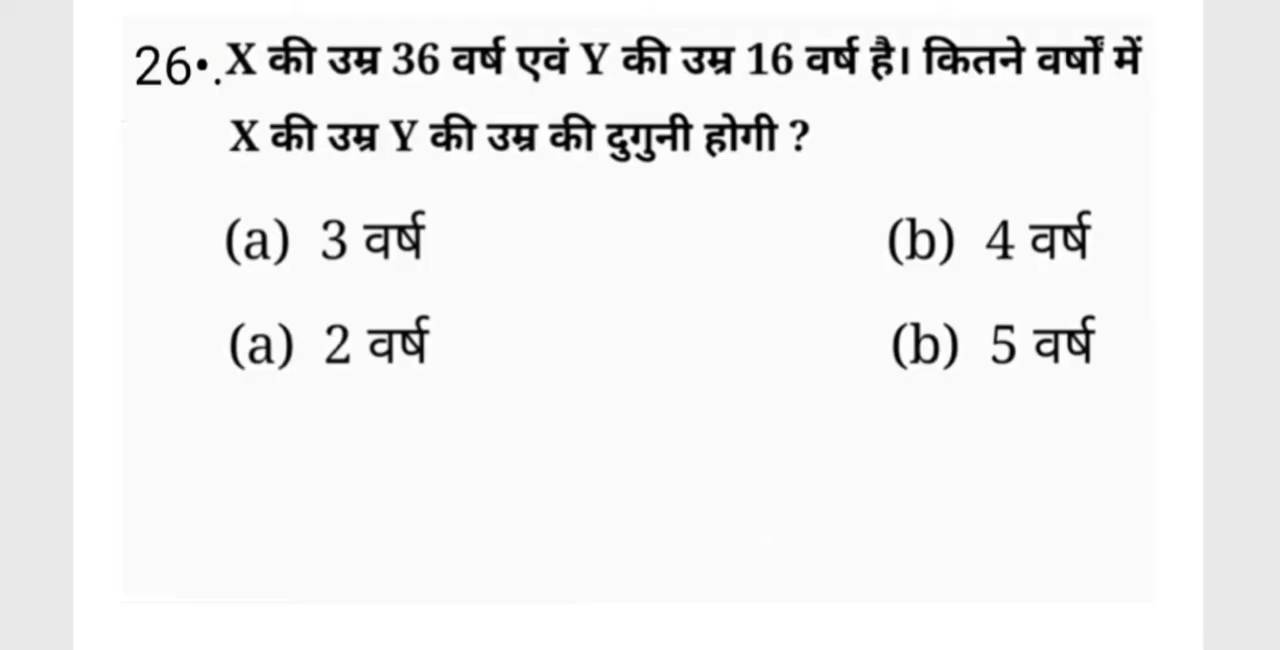 26•. X की उम्र 36 वर्ष एवं Y की उम्र 16 वर्ष है। कितने वर्षों में
X की उम्र Y की उम्र की दुगुनी होगी ?
(a) 3 वर्ष (b) 4 वर्ष
(a) 2 वर्ष (b) 5 वर्ष